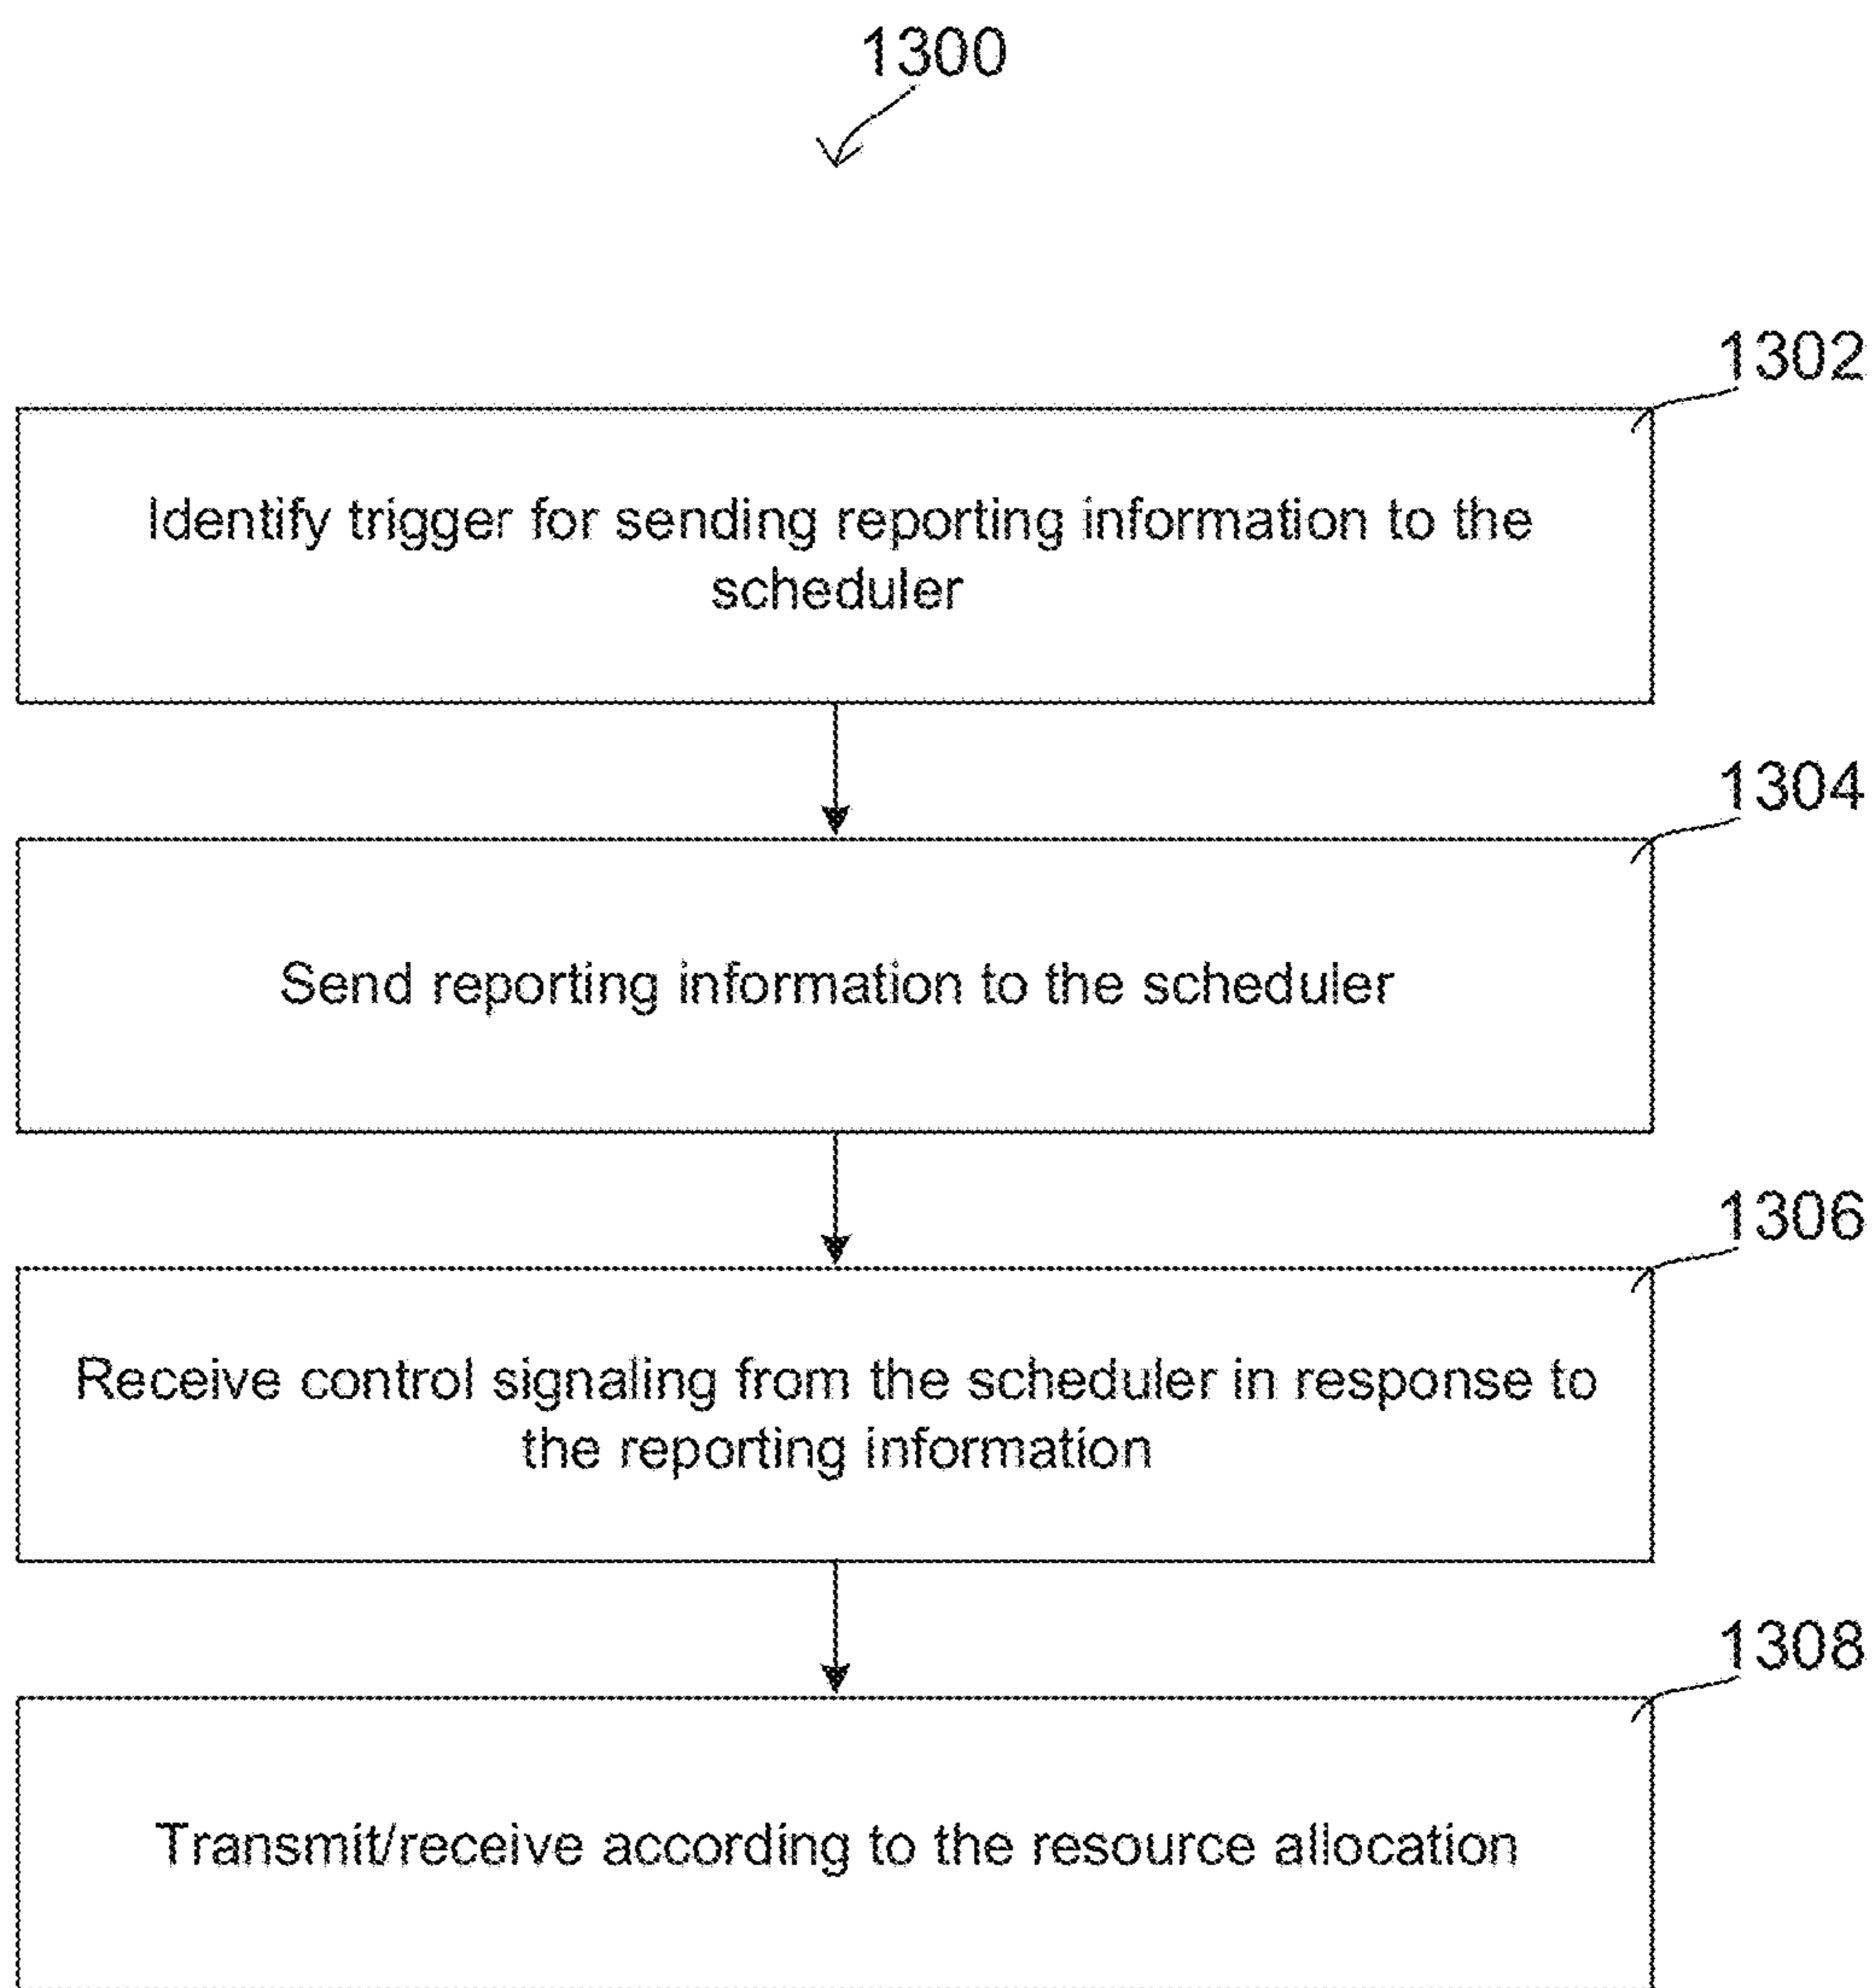 1300
1302
Identify trigger for sending reporting information to the
scheduler
1304
Send reporting information to the scheduler
1306
Receive control signaling from the scheduler in response to
the reporting information
1308
Transmit/receive according to the resource allocation